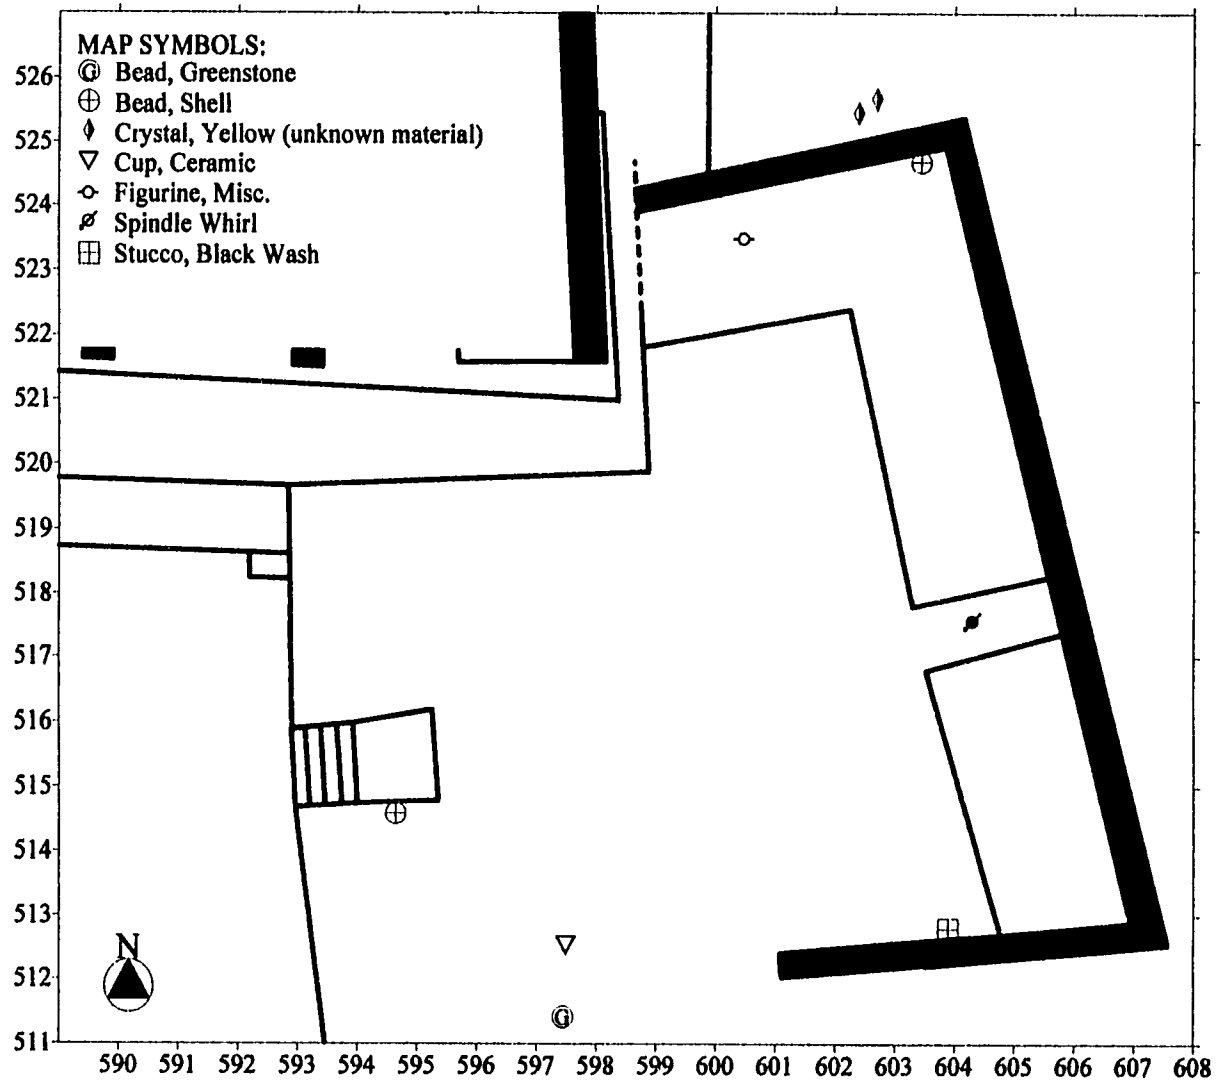 MAP SYMBOLS:
G Bead, Greenstone
Bead, Shell
Crystal, Yellow (unknown material)
Cup, Ceramic
Figurine, Misc.
Spindle Whirl
Stucco, Black Wash
526
525
524
523
522
521
520
519
518
517
516
515
514
513
512
511
N
G
590 591 592 593 594 595 596 597 598 599 600 601 602 603 604 605 606 607 608